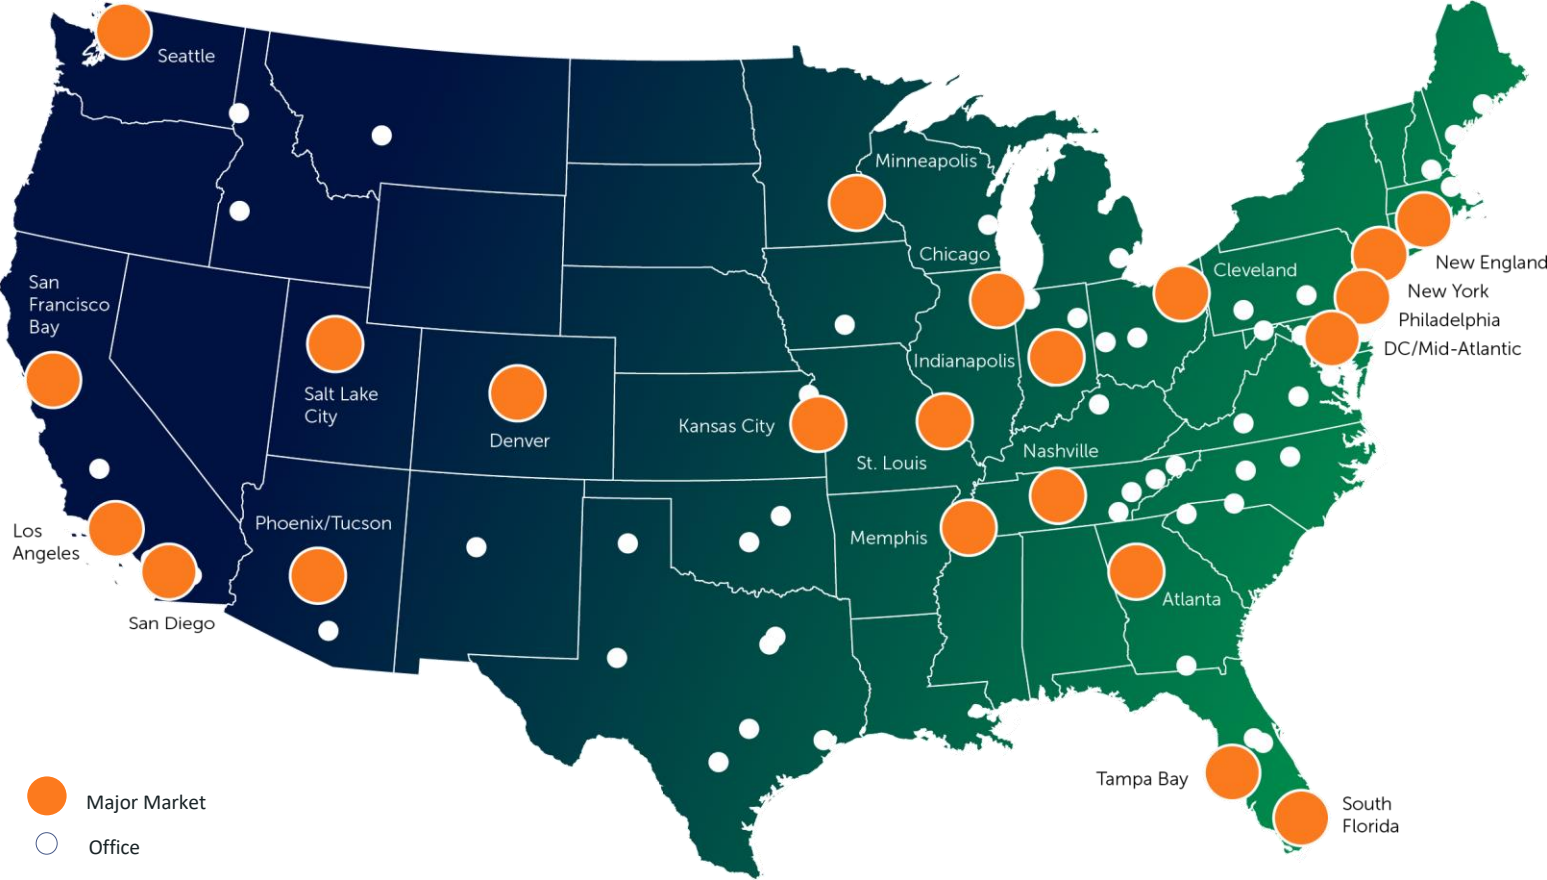 Seattle
Minneapolis
Chicago
Cleveland
New England
San
Francisco
Bay
New York
Philadelphia
DC/Mid-Atlantic
Indianapolis
Salt Lake
City
Denver
Kansas City
St. Louis
Nashville
Phoenix/Tucson
Los
Angeles
Memphis
Atlanta
San Diego
Tampa Bay
South
Florida
Major Market
Office